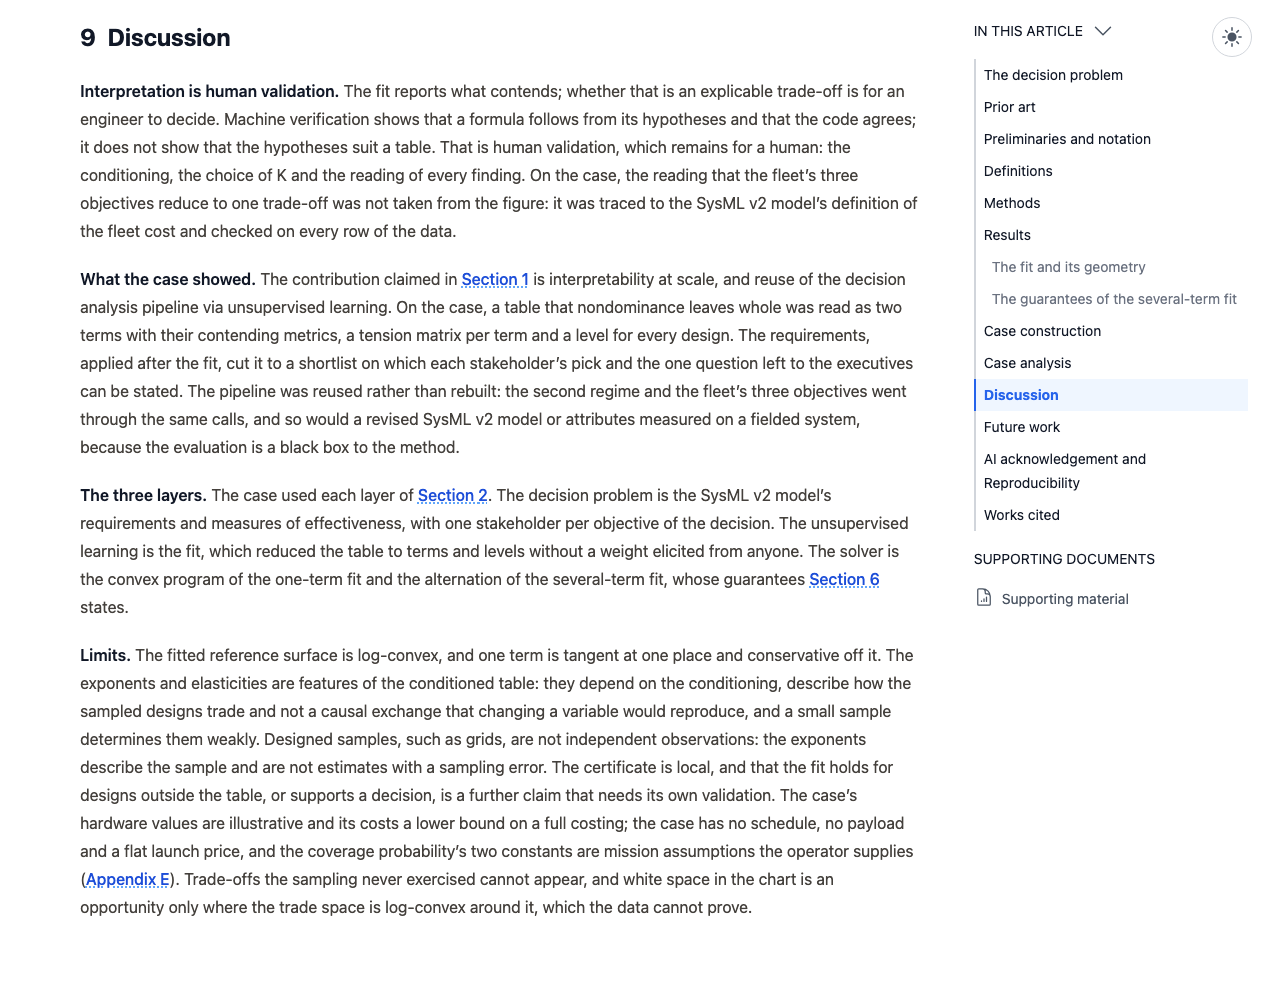 9 Discussion
Interpretation is human validation. The fit reports what contends; whether that is an explicable trade-off is for an
engineer to decide. Machine verification shows that a formula follows from its hypotheses and that the code agrees;
it does not show that the hypotheses suit a table. That is human validation, which remains for a human: the
conditioning, the choice of K and the reading of every finding. On the case, the reading that the fleet's three
objectives reduce to one trade-off was not taken from the figure: it was traced to the SysML v2 model's definition of
the fleet cost and checked on every row of the data.
What the case showed. The contribution claimed in Section 1 is interpretability at scale, and reuse of the decision
analysis pipeline via unsupervised learning. On the case, a table that nondominance leaves whole was read as two
terms with their contending metrics, a tension matrix per term and a level for every design. The requirements,
applied after the fit, cut it to a shortlist on which each stakeholder's pick and the one question left to the executives
can be stated. The pipeline was reused rather than rebuilt: the second regime and the fleet's three objectives went
through the same calls, and so would a revised SysML v2 model or attributes measured on a fielded system,
because the evaluation is a black box to the method.
The three layers. The case used each layer of Section 2. The decision problem is the SysML v2 model's
requirements and measures of effectiveness, with one stakeholder per objective of the decision. The unsupervised
learning is the fit, which reduced the table to terms and levels without a weight elicited from anyone. The solver is
the convex program of the one-term fit and the alternation of the several-term fit, whose guarantees Section 6
states.
Limits. The fitted reference surface is log-convex, and one term is tangent at one place and conservative off it. The
exponents and elasticities are features of the conditioned table: they depend on the conditioning, describe how the
sampled designs trade and not a causal exchange that changing a variable would reproduce, and a small sample
determines them weakly. Designed samples, such as grids, are not independent observations: the exponents
describe the sample and are not estimates with a sampling error. The certificate is local, and that the fit holds for
designs outside the table, or supports a decision, is a further claim that needs its own validation. The case's
hardware values are illustrative and its costs a lower bound on a full costing; the case has no schedule, no payload
and a flat launch price, and the coverage probability's two constants are mission assumptions the operator supplies
(Appendix E). Trade-offs the sampling never exercised cannot appear, and white space in the chart is an
opportunity only where the trade space is log-convex around it, which the data cannot prove.
IN THIS ARTICLE
The decision problem
Prior art
Preliminaries and notation
Definitions
Methods
Results
The fit and its geometry
The guarantees of the several-term fit
Case construction
Case analysis
Discussion
Future work
AI acknowledgement and
Reproducibility
Works cited
SUPPORTING DOCUMENTS
Supporting material